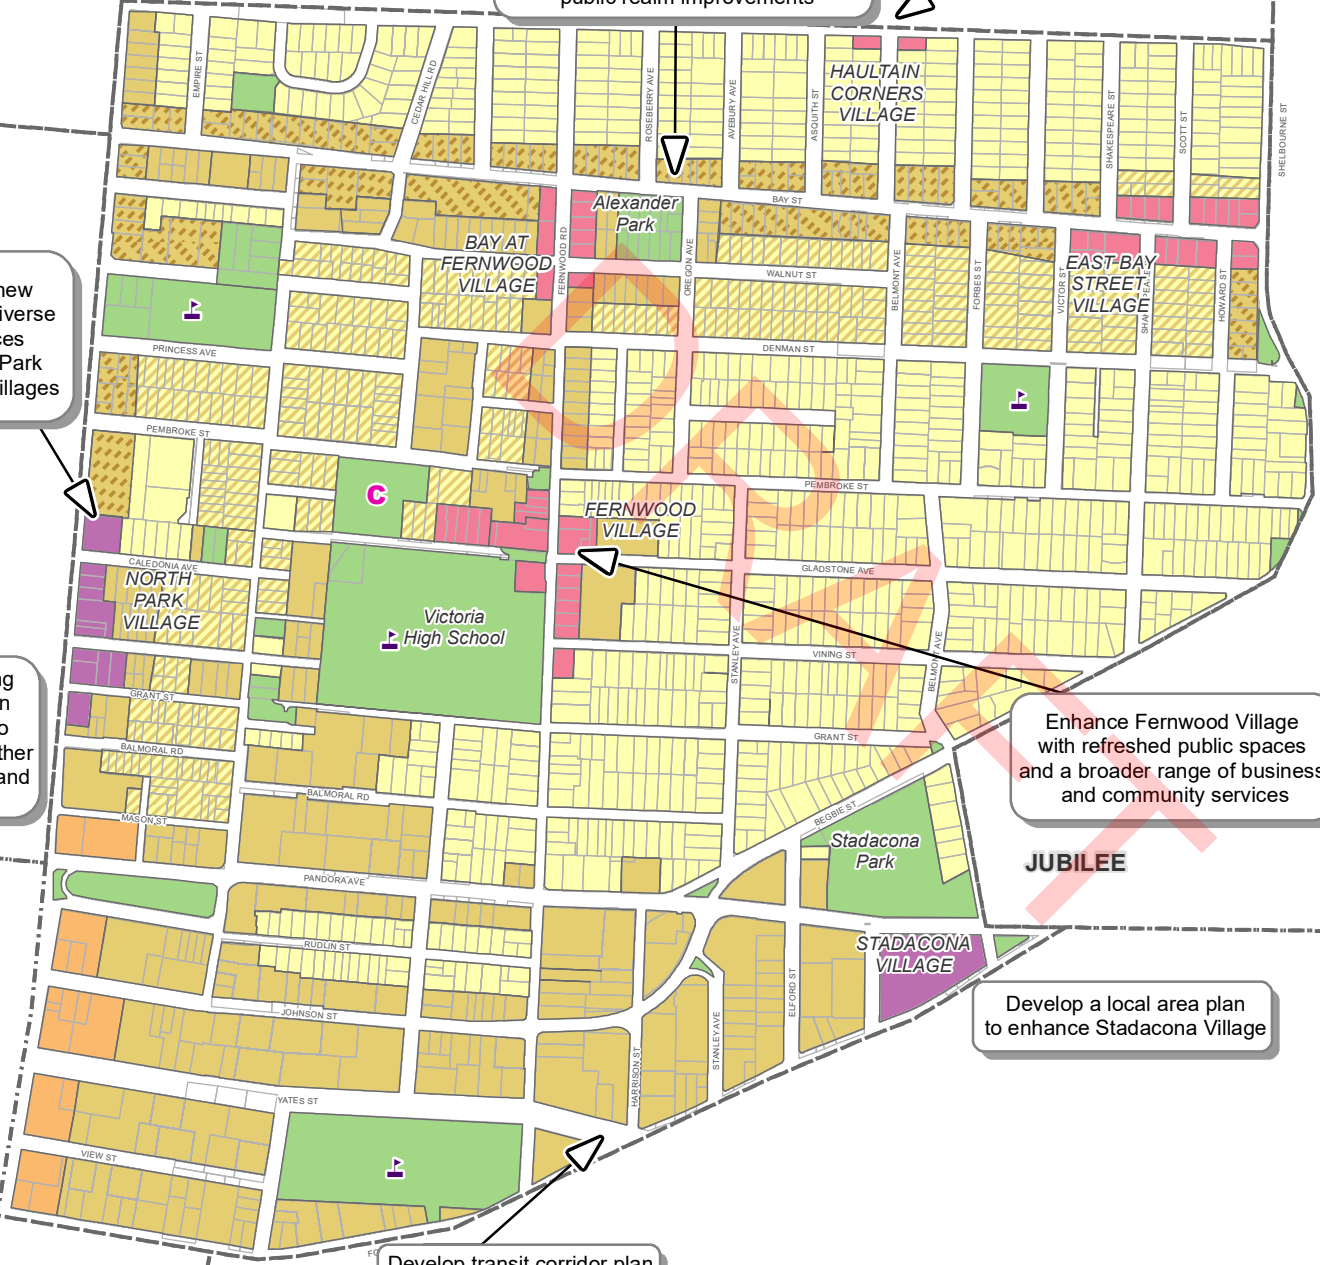 public realm improvements
HAULTAIN
CORNERS
VILLAGE
EMPIRE ST
CEDAR HILL RD
ROSEBERRY AVE
AVEBURY AVE
ASQUITH ST
SHAKESPEARE ST
SCOTT ST
SHELBOURNE ST
BAY ST
Alexander
Park
BAY AT
FERNWOOD
VILLAGE
FERNWOOD RD
OREGON AVE
WALNUT ST
BELMONT AVE
FORBES ST
VICTOR ST
EAST BAY
STREET
VILLAGE
HOWARD ST
new
iverse
ces
Park
illages
PRINCESS AVE
DENMAN ST
PEMBROKE ST
PEMBROKE ST
C
FERNWOOD
VILLAGE
CALEDONIA AVE
NORTH
PARK
VILLAGE
GLADSTONE AVE
Victoria
High School
STANLEY AVE
BELMONT AVE
VINING ST
ng
n
o
ther
and
GRANT ST
GRANT ST
BALMORAL RD
BALMORAL RD
MASON ST
Enhance Fernwood Village
with refreshed public spaces
and a broader range of business
and community services
BEGBIE ST
Stadacona
Park
JUBILEE
PANDORA AVE
RUDLIN ST
STADACONA
VILLAGE
ELFORD ST
STANLEY AVE
HARRISON ST
JOHNSON ST
Develop a local area plan
to enhance Stadacona Village
YATES ST
VIEW ST
FO
Develop transit corridor plan
DRAFT